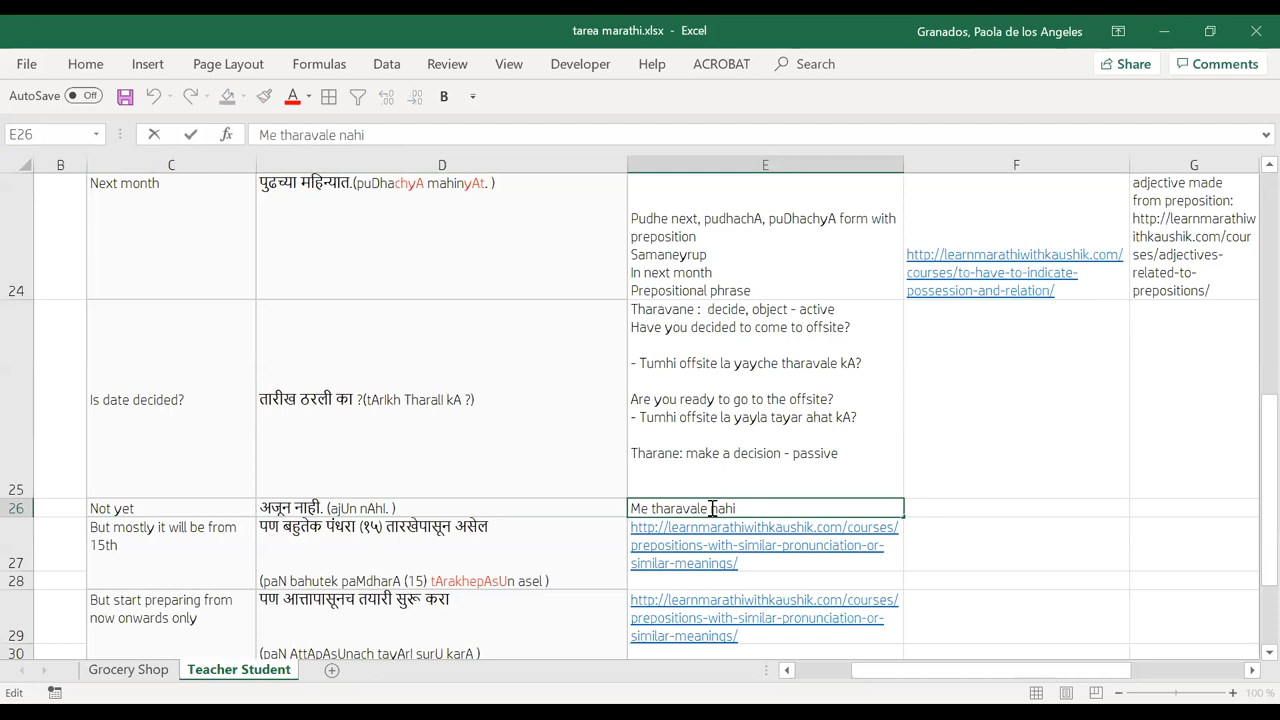 tarea marathi.xlsx - Excel
Granados, Paola de los Angeles
File Home Insert Page Layout Formulas Data Review View Developer Help ACROBAT Search Share Comments
AutoSave Off A B
E26 fx Me tharavale nahi
B C D E F G
Next month
पुढच्या महिन्यात.(puDhachyA mahinyAt. )
Pudhe next, pudhachA, puDhachyA form with
preposition
Samaneyrup
In next month
Prepositional phrase
http://learnmarathiwithkaushik.com/
courses/to-have-to-indicate-
possession-and-relation/
adjective made
from preposition:
http://learnmarathiw
ithkaushik.com/cour
ses/adjectives-
related-to-
prepositions/
24
Is date decided?
तारीख ठरली का ?(tArIkh TharalI kA ?)
Tharavane : decide, object - active
Have you decided to come to offsite?
- Tumhi offsite la yayche tharavale kA?
Are you ready to go to the offsite?
- Tumhi offsite la yayla tayar ahat kA?
Tharane: make a decision - passive
25
26
Not yet
अजून नाही. (ajUn nAhI. )
Me tharavale nahi
But mostly it will be from
15th
पण बहुतेक पंधरा (१५) तारखेपासून असेल
http://learnmarathiwithkaushik.com/courses/
prepositions-with-similar-pronunciation-or-
similar-meanings/
27
28
(paN bahutek paMdharA (15) tArakhepAsUn asel )
But start preparing from
now onwards only
पण आत्तापासूनच तयारी सुरू करा
http://learnmarathiwithkaushik.com/courses/
prepositions-with-similar-pronunciation-or-
similar-meanings/
29
30
(paN AttApAsUnach tayArI surU karA )
Grocery Shop Teacher Student
Edit 100 %